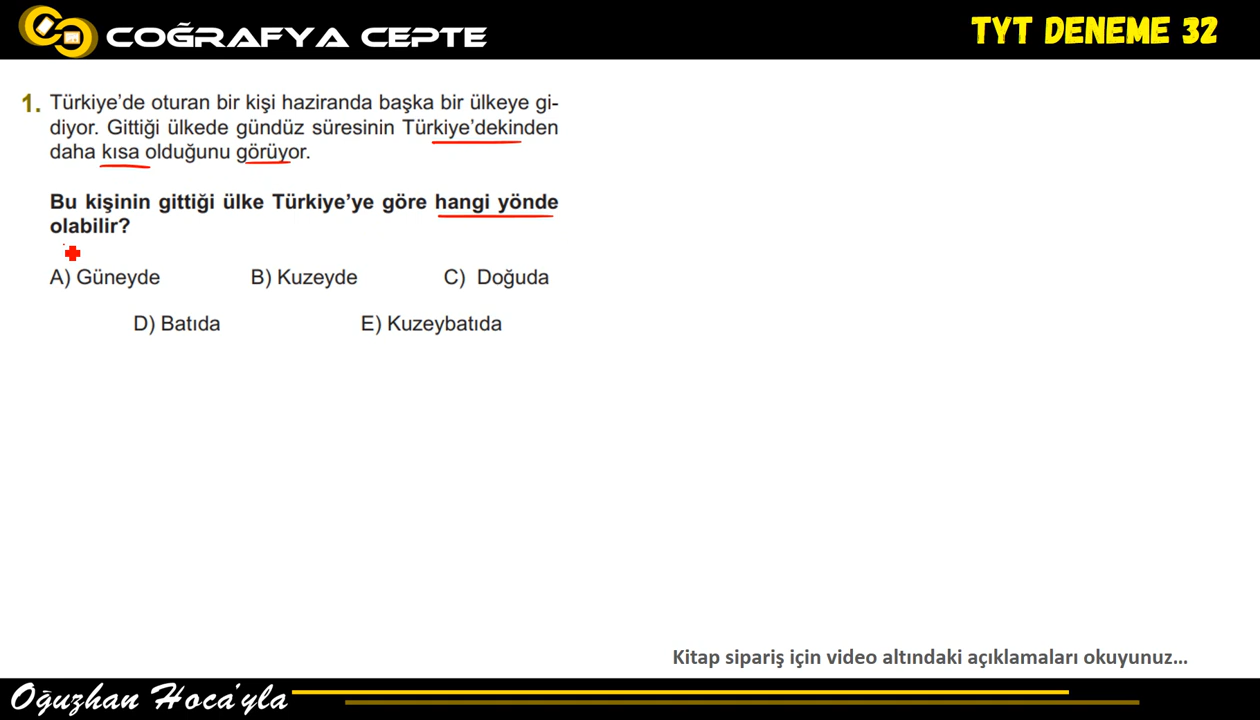 COĞRAFYA CEPTE
TYT DENEME 32
1. Türkiye'de oturan bir kişi haziranda başka bir ülkeye gi-
diyor. Gittiği ülkede gündüz süresinin Türkiye'dekinden
daha kısa olduğunu görüyor.
Bu kişinin gittiği ülke Türkiye'ye göre hangi yönde
olabilir?
A) Güneyde B) Kuzeyde C) Doğuda
D) Batıda E) Kuzeybatıda
Kitap sipariş için video altındaki açıklamaları okuyunuz...
Oğuzhan Hoca'yla